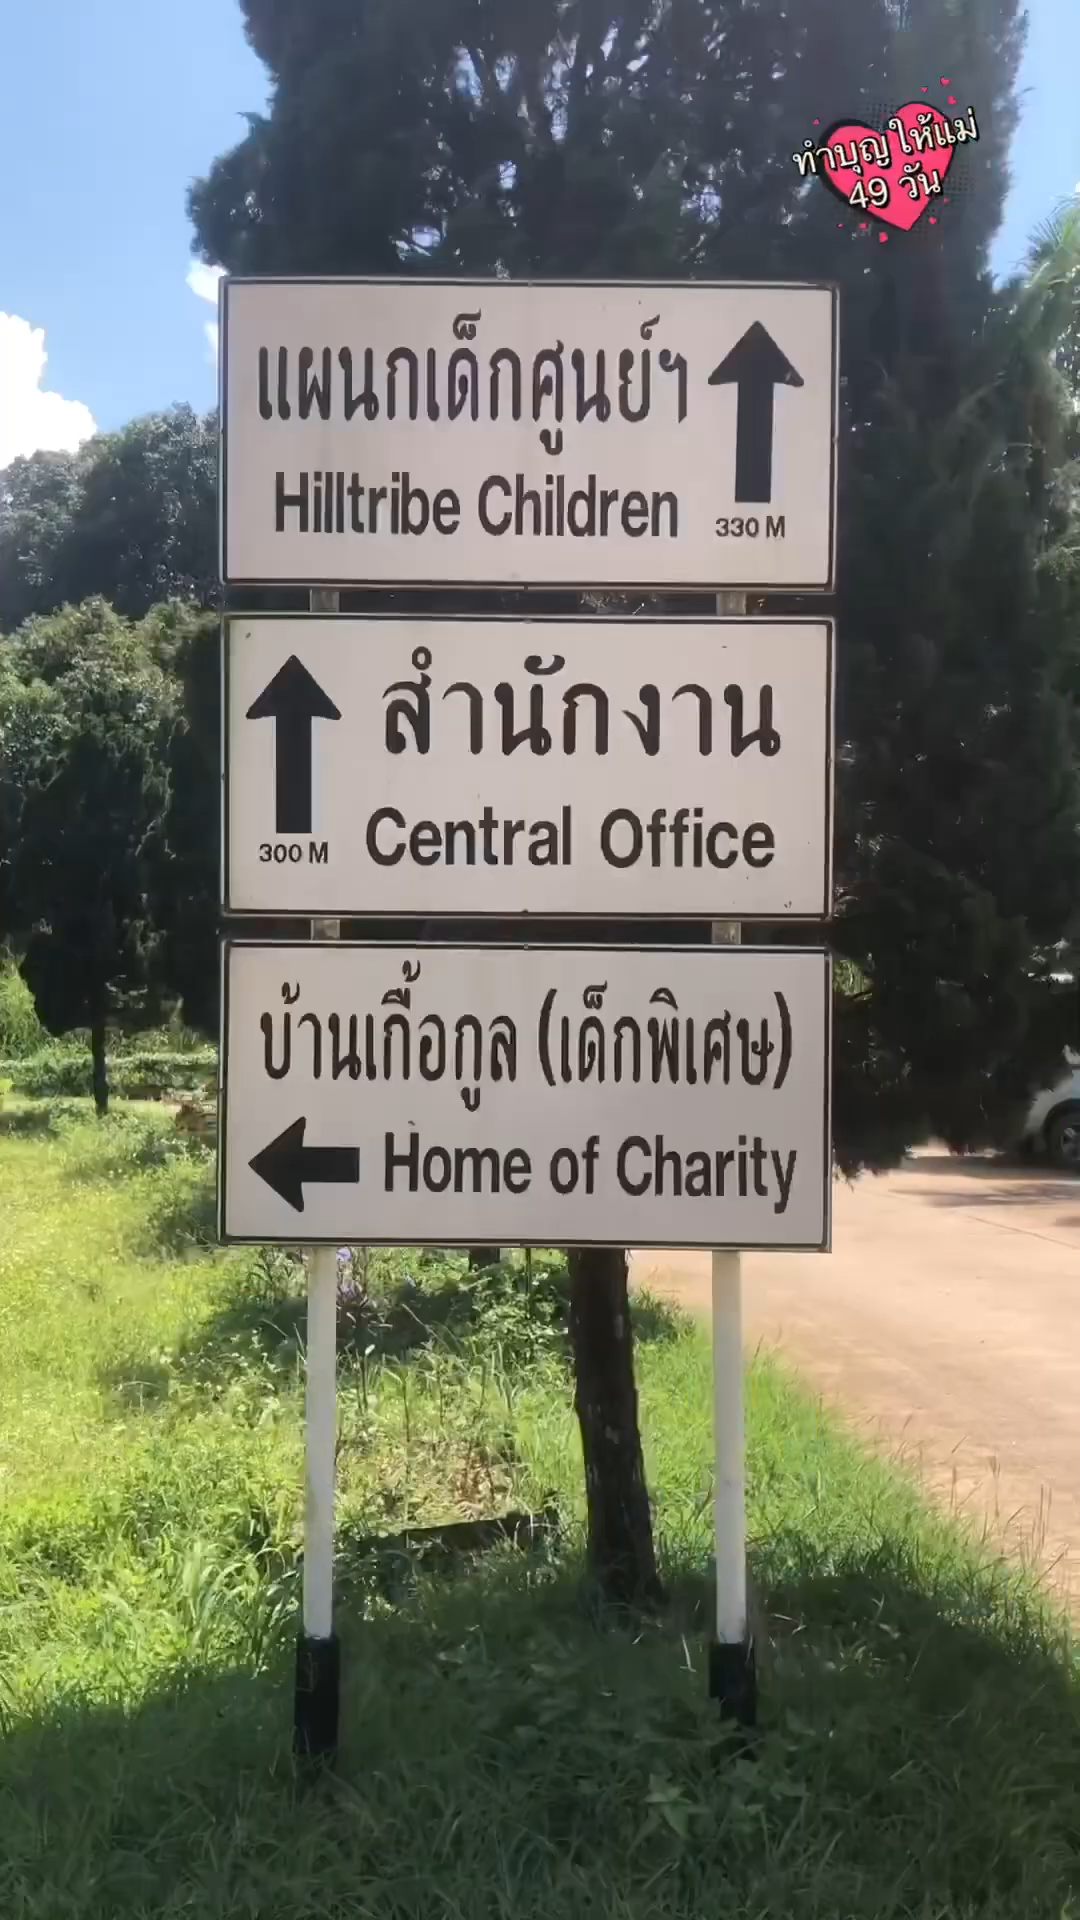 ทำบุญให้แม่
49 วัน
แผนกเด็กศูนย์ฯ
Hilltribe Children
330 M
สำนักงาน
300 M
Central Office
บ้านเกื้อกูล (เด็กพิเศษ)
Home of Charity